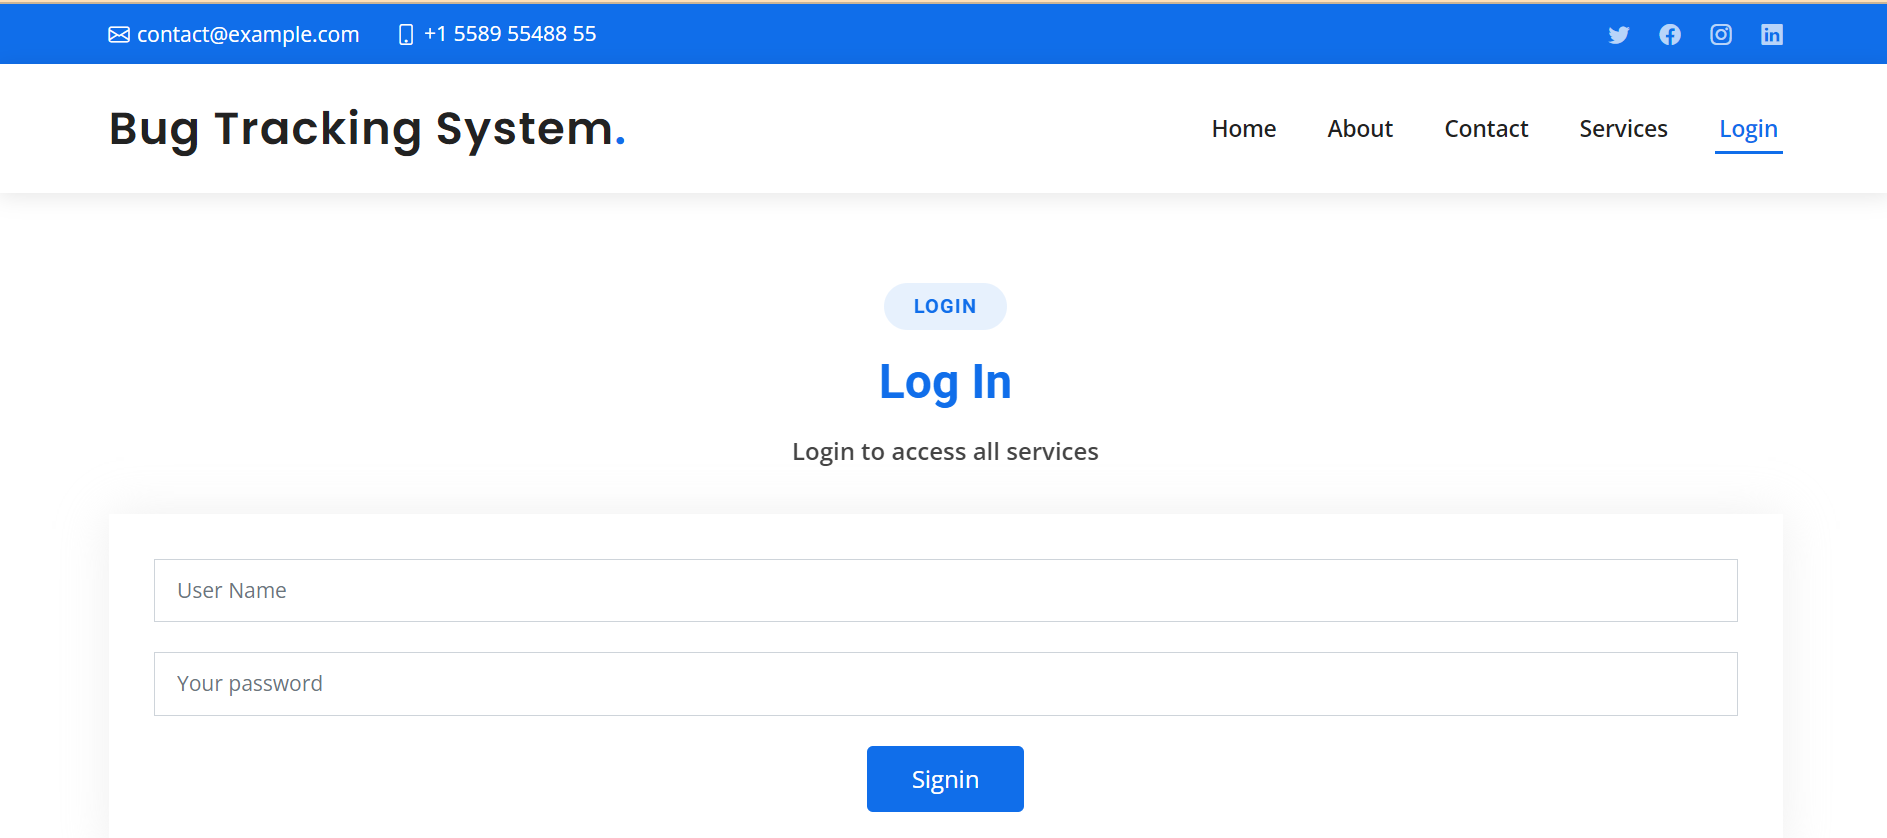 contact@example.com +1 5589 55488 55
Bug Tracking System.
Home About Contact Services Login
LOGIN
Log In
Login to access all services
User Name
Your password
Signin